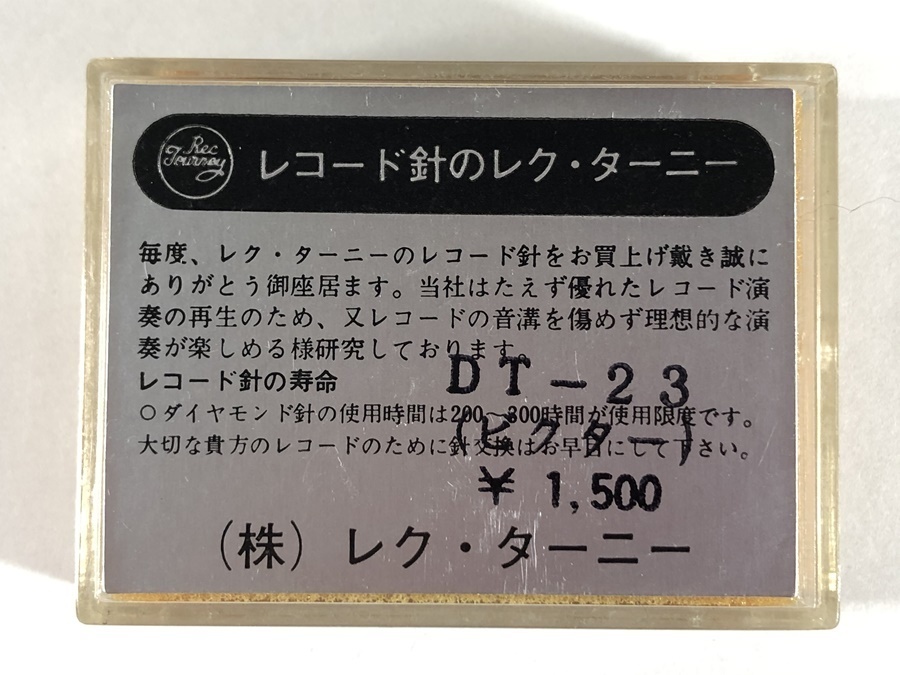 Rec
Journey
レコード針のレク・ターニー
毎度、レク・ターニーのレコード針をお買上げ戴き誠に
ありがとう御座居ます。当社はたえず優れたレコード演
奏の再生のため、又レコードの音溝を傷めず理想的な演
奏が楽しめる様研究しております。
DT-23
レコード針の寿命
○ダイヤモンド針の使用時間は200〜300時間が使用限度です。
(ビクター)
大切な貴方のレコードのために針交換はお早目にして下さい。
¥ 1,500
(株) レク・ターニー